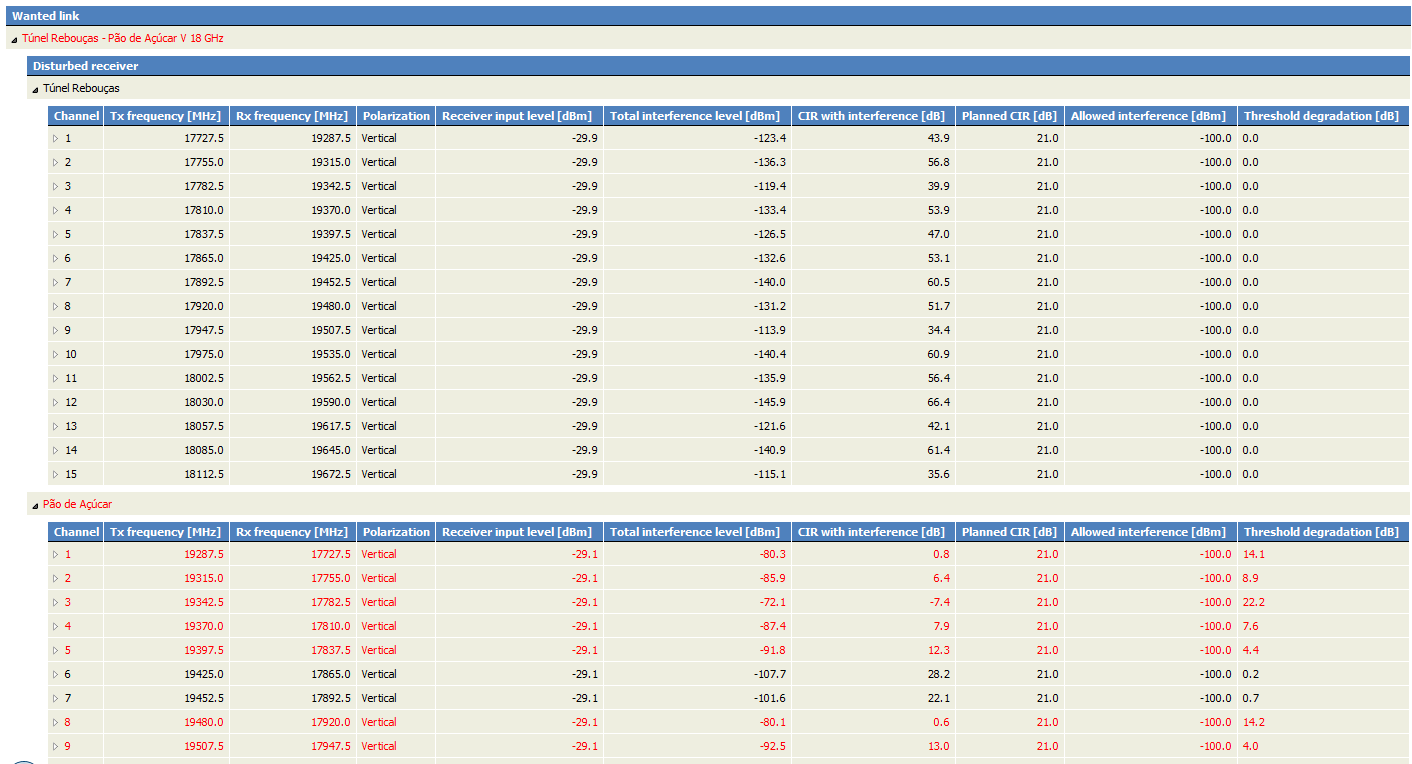 Wanted link
Túnel Rebouças - Pão de Açúcar V 18 GHz
Disturbed receiver
Túnel Rebouças
Channel Tx frequency [MHz] Rx frequency [MHz] Polarization Receiver input level [dBm] Total interference level [dBm] CIR with interference [dB] Planned CIR [dB] Allowed interference [dBm] Threshold degradation [dB]
1 17727.5 19287.5 Vertical -29.9 -123.4 43.9 21.0 -100.0 0.0
2 17755.0 19315.0 Vertical -29.9 -136.3 56.8 21.0 -100.0 0.0
3 17782.5 19342.5 Vertical -29.9 -119.4 39.9 21.0 -100.0 0.0
4 17810.0 19370.0 Vertical -29.9 -133.4 53.9 21.0 -100.0 0.0
5 17837.5 19397.5 Vertical -29.9 -126.5 47.0 21.0 -100.0 0.0
6 17865.0 19425.0 Vertical -29.9 -132.6 53.1 21.0 -100.0 0.0
7 17892.5 19452.5 Vertical -29.9 -140.0 60.5 21.0 -100.0 0.0
8 17920.0 19480.0 Vertical -29.9 -131.2 51.7 21.0 -100.0 0.0
9 17947.5 19507.5 Vertical -29.9 -113.9 34.4 21.0 -100.0 0.0
10 17975.0 19535.0 Vertical -29.9 -140.4 60.9 21.0 -100.0 0.0
11 18002.5 19562.5 Vertical -29.9 -135.9 56.4 21.0 -100.0 0.0
12 18030.0 19590.0 Vertical -29.9 -145.9 66.4 21.0 -100.0 0.0
13 18057.5 19617.5 Vertical -29.9 -121.6 42.1 21.0 -100.0 0.0
14 18085.0 19645.0 Vertical -29.9 -140.9 61.4 21.0 -100.0 0.0
15 18112.5 19672.5 Vertical -29.9 -115.1 35.6 21.0 -100.0 0.0
Pão de Açúcar
Channel Tx frequency [MHz] Rx frequency [MHz] Polarization Receiver input level [dBm] Total interference level [dBm] CIR with interference [dB] Planned CIR [dB] Allowed interference [dBm] Threshold degradation [dB]
1 19287.5 17727.5 Vertical -29.1 -80.3 0.8 21.0 -100.0 14.1
2 19315.0 17755.0 Vertical -29.1 -85.9 6.4 21.0 -100.0 8.9
3 19342.5 17782.5 Vertical -29.1 -72.1 -7.4 21.0 -100.0 22.2
4 19370.0 17810.0 Vertical -29.1 -87.4 7.9 21.0 -100.0 7.6
5 19397.5 17837.5 Vertical -29.1 -91.8 12.3 21.0 -100.0 4.4
6 19425.0 17865.0 Vertical -29.1 -107.7 28.2 21.0 -100.0 0.2
7 19452.5 17892.5 Vertical -29.1 -101.6 22.1 21.0 -100.0 0.7
8 19480.0 17920.0 Vertical -29.1 -80.1 0.6 21.0 -100.0 14.2
9 19507.5 17947.5 Vertical -29.1 -92.5 13.0 21.0 -100.0 4.0